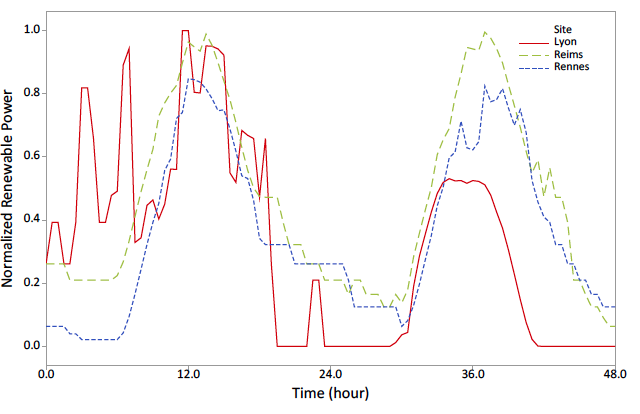 1.0
0.8
0.6
0.4
0.2
0.0
Normalized Renewable Power
Site
Lyon
Reims
Rennes
0.0 12.0 24.0 36.0 48.0
Time (hour)